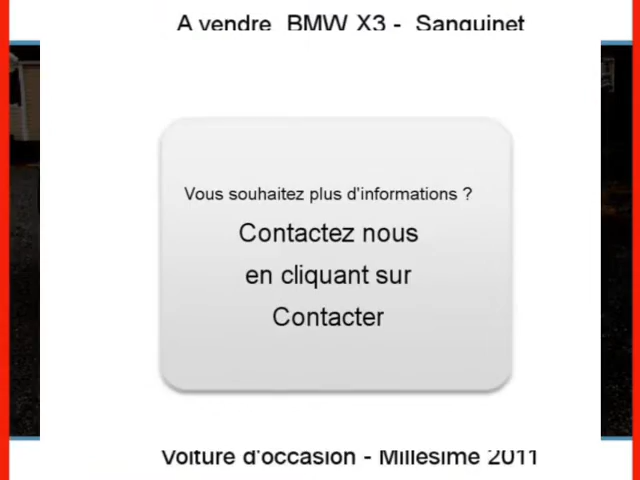 A vendre BMW X3 - Sanguinet
Vous souhaitez plus d'informations ?
Contactez nous
en cliquant sur
Contacter
Voiture d'occasion - Millesime 2011